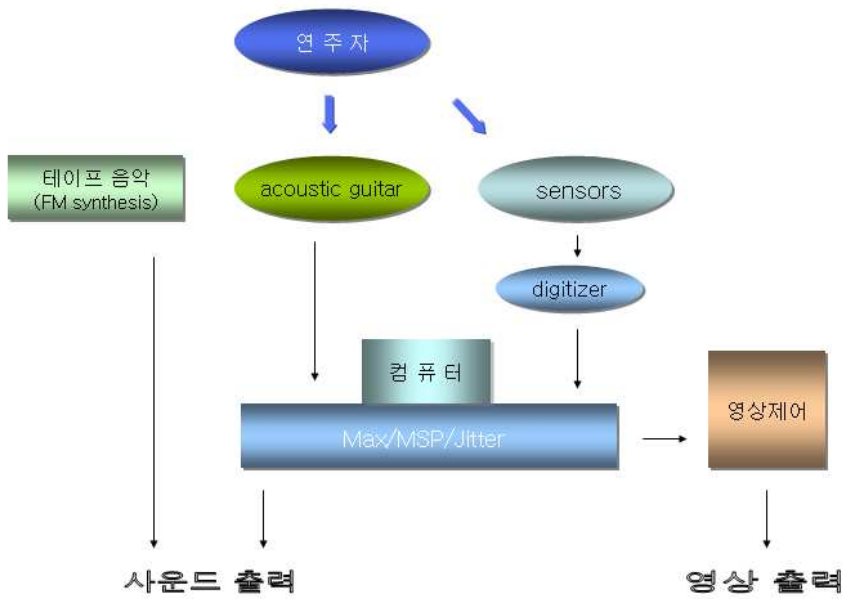 연 주 자
테이프 음악
(FM synthesis)
acoustic guitar
sensors
digitizer
컴 퓨 터
영상제어
Max/MSP/Jitter
사운드 출력
영상 출력